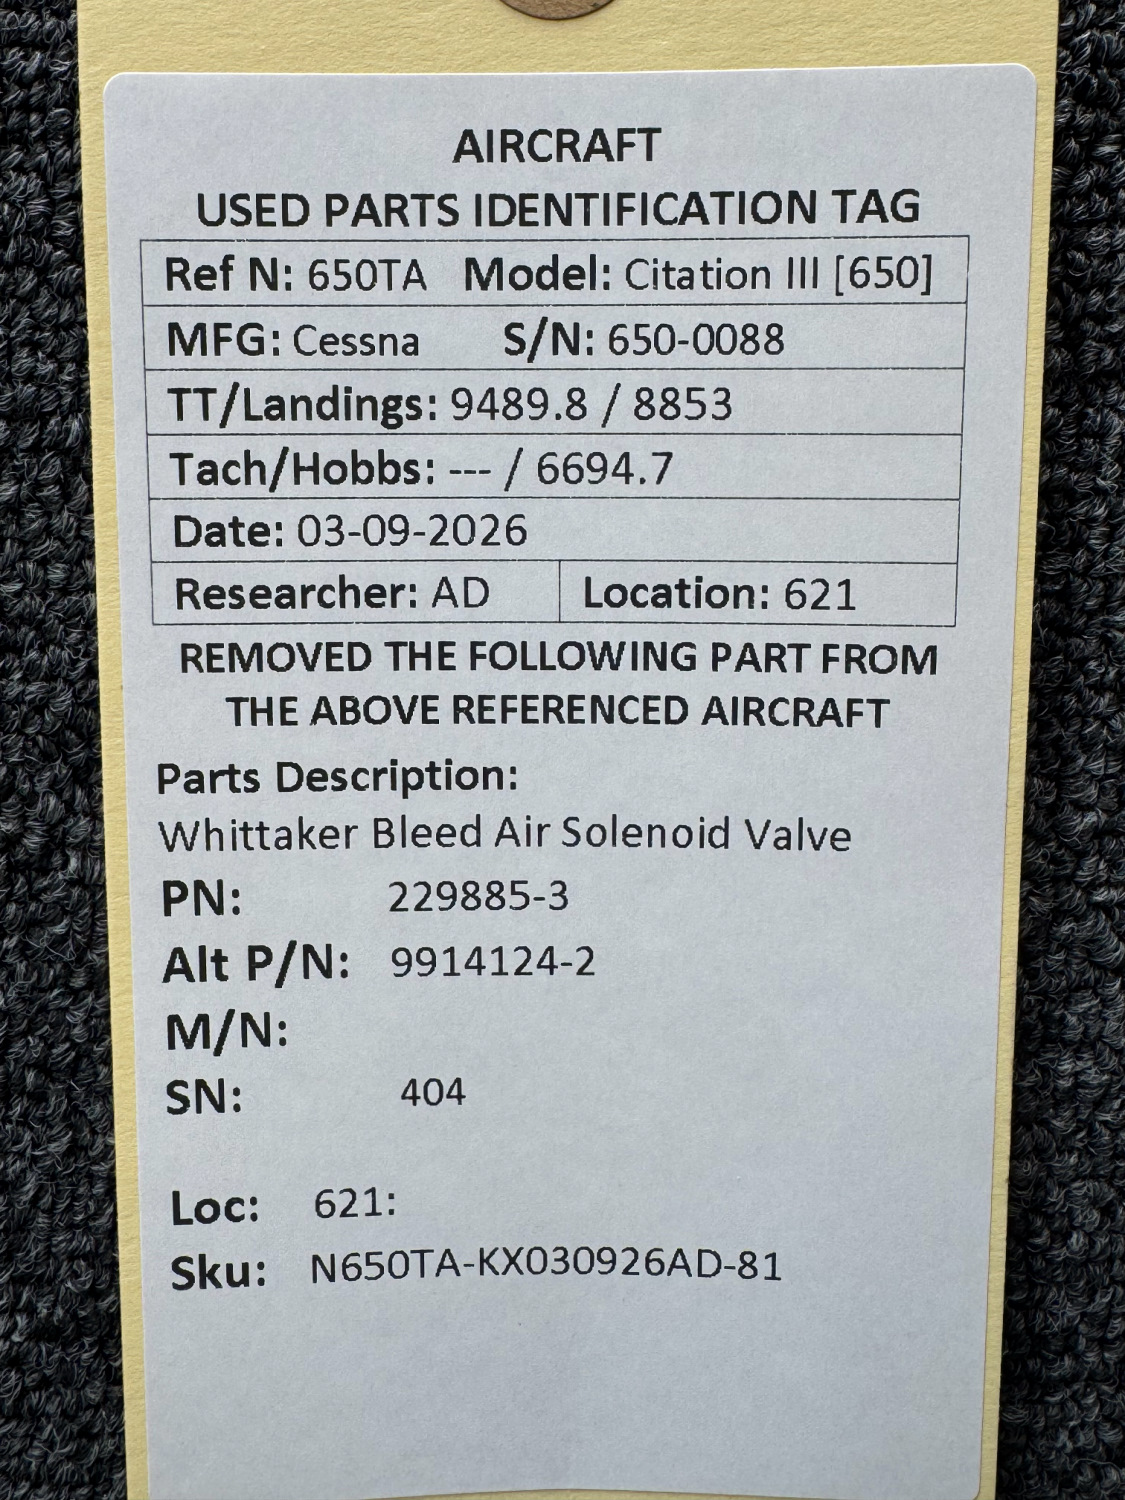 AIRCRAFT
USED PARTS IDENTIFICATION TAG
Ref N: 650TA Model: Citation III [650]
MFG: Cessna S/N: 650-0088
TT/Landings: 9489.8 / 8853
Tach/Hobbs: --- / 6694.7
Date: 03-09-2026
Researcher: AD Location: 621
REMOVED THE FOLLOWING PART FROM
THE ABOVE REFERENCED AIRCRAFT
Parts Description:
Whittaker Bleed Air Solenoid Valve
PN: 229885-3
Alt P/N: 9914124-2
M/N:
SN: 404
Loc: 621:
Sku: N650TA-KX030926AD-81